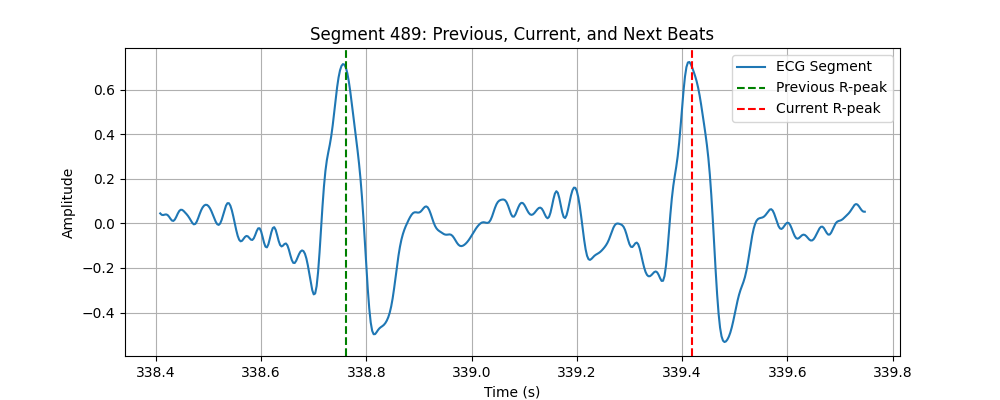 Segment 489: Previous, Current, and Next Beats
ECG Segment
Previous R-peak
Current R-peak
0.6
0.4
0.2
0.0
−0.2
−0.4
Amplitude
338.4 338.6 338.8 339.0 339.2 339.4 339.6 339.8
Time (s)